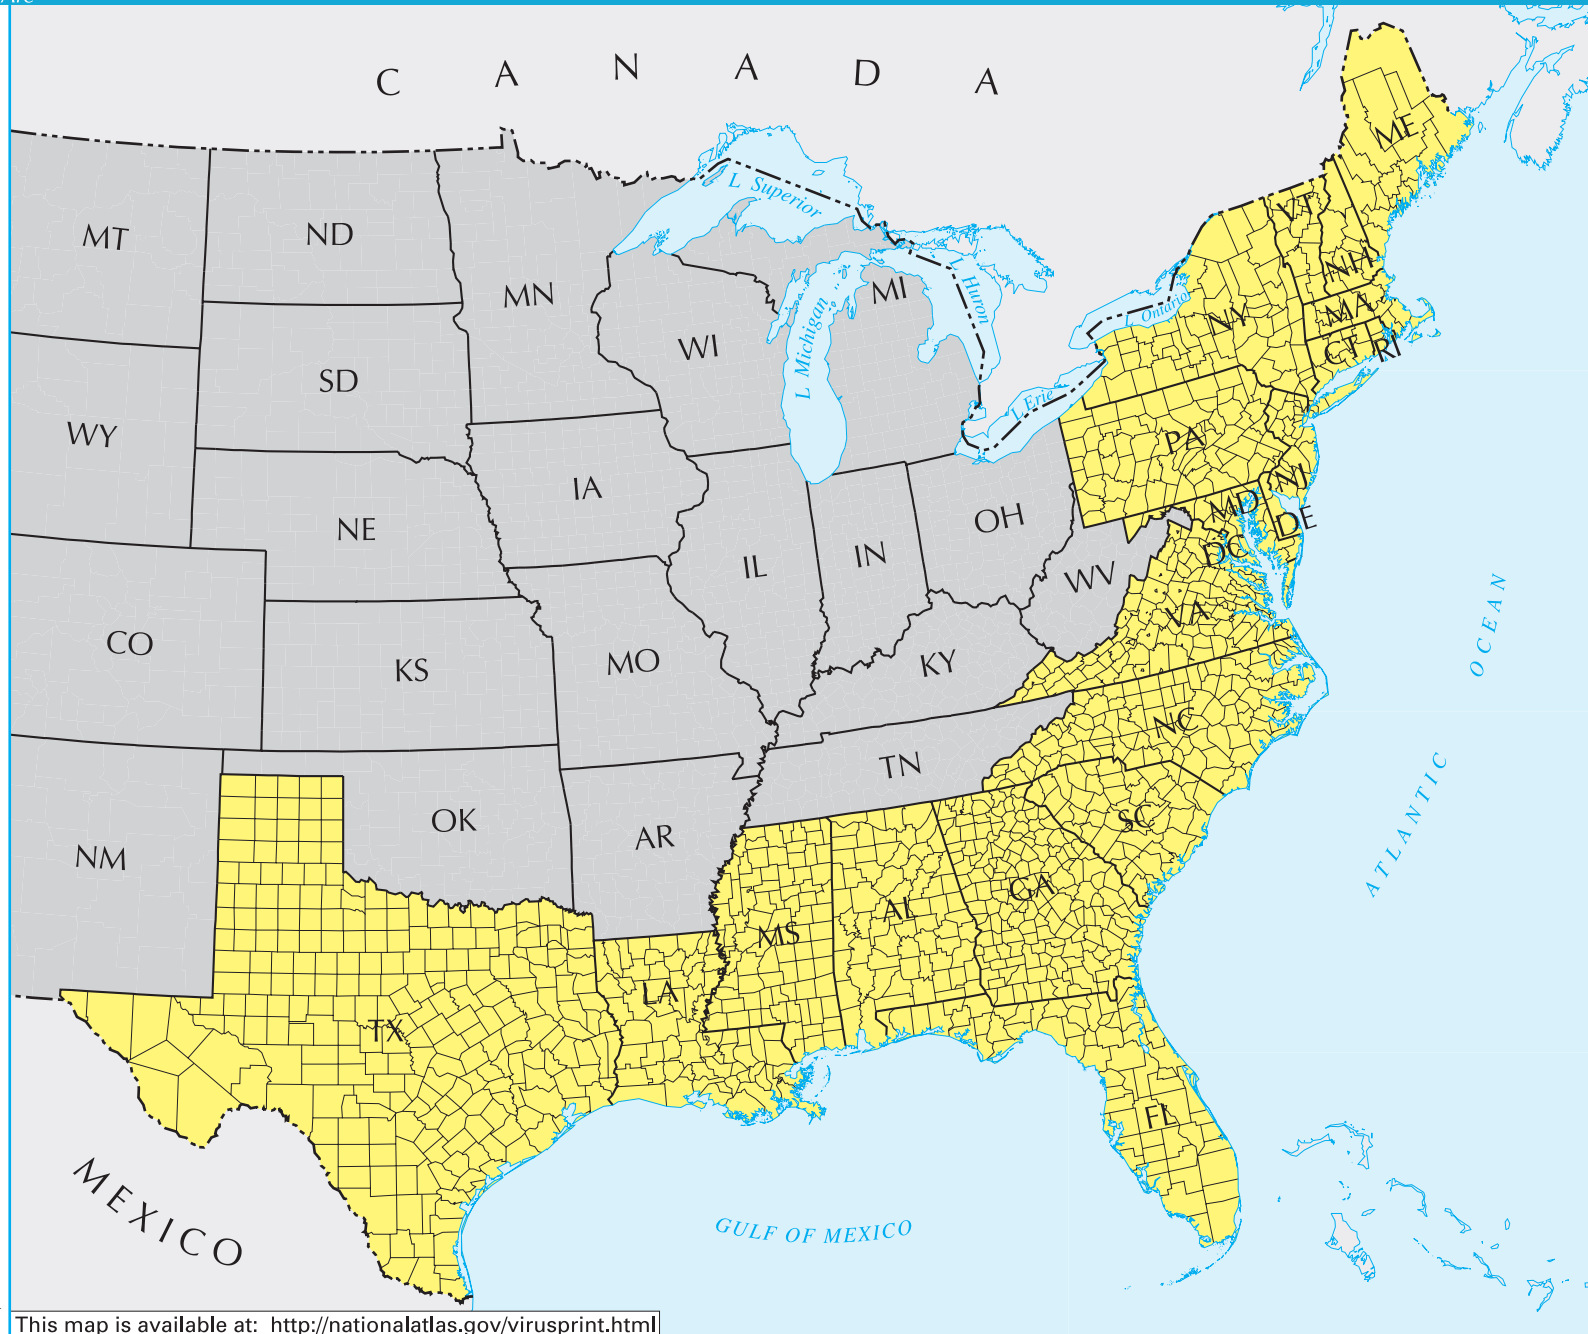 CANADA
ME
VT
NH
MT
ND
MN
L Superior
MI
L Huron
L Michigan
WI
L Ontario
NY
MA
CT
RI
SD
L Erie
WY
PA
IA
NJ
NE
OH
MD
DE
IL
IN
DC
WV
VA
CO
KS
MO
KY
NC
TN
OK
AR
SC
NM
GA
AL
MS
LA
TX
FL
ATLANTIC OCEAN
MEXICO
GULF OF MEXICO
This map is available at: http://nationalatlas.gov/virusprint.html